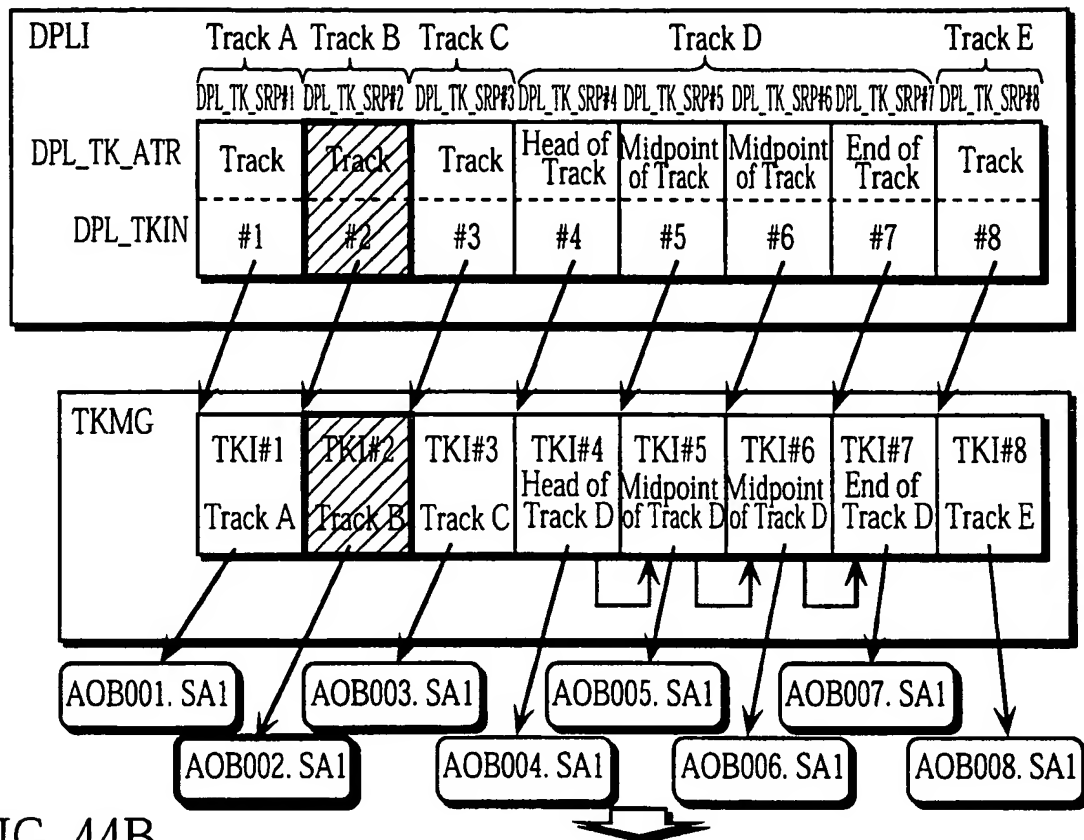 DPLI Track A Track B Track C Track D Track E
DPL_TK_SRP#1 DPL_TK_SRP#2 DPL_TK_SRP#3 DPL_TK_SRP#4 DPL_TK_SRP#5 DPL_TK_SRP#6 DPL_TK_SRP#7 DPL_TK_SRP#8
DPL_TK_ATR Track Track Track Head of Track Midpoint of Track Midpoint of Track End of Track Track
DPL_TKIN #1 #2 #3 #4 #5 #6 #7 #8
TKMG TKI#1 TKI#2 TKI#3 TKI#4 TKI#5 TKI#6 TKI#7 TKI#8
Track A Track B Track C Head of Track D Midpoint of Track D Midpoint of Track D End of Track D Track E
AOB001. SA1 AOB003. SA1 AOB005. SA1 AOB007. SA1
AOB002. SA1 AOB004. SA1 AOB006. SA1 AOB008. SA1
44B